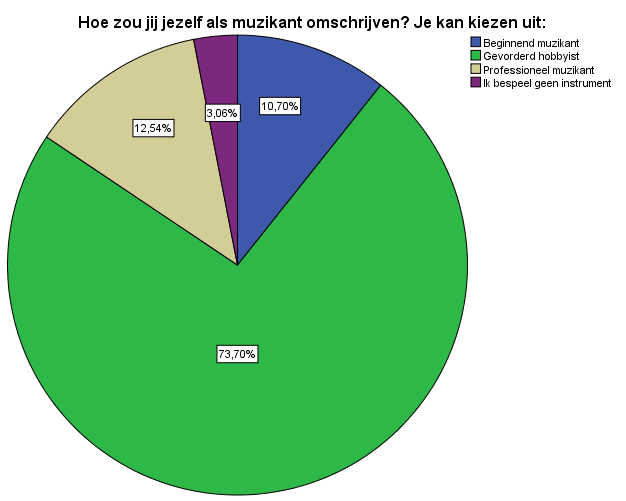 Hoe zou jij jezelf als muzikant omschrijven? Je kan kiezen uit:
Beginnend muzikant
Gevorderd hobbyist
Professioneel muzikant
Ik bespeel geen instrument
3,06%
10,70%
12,54%
73,70%